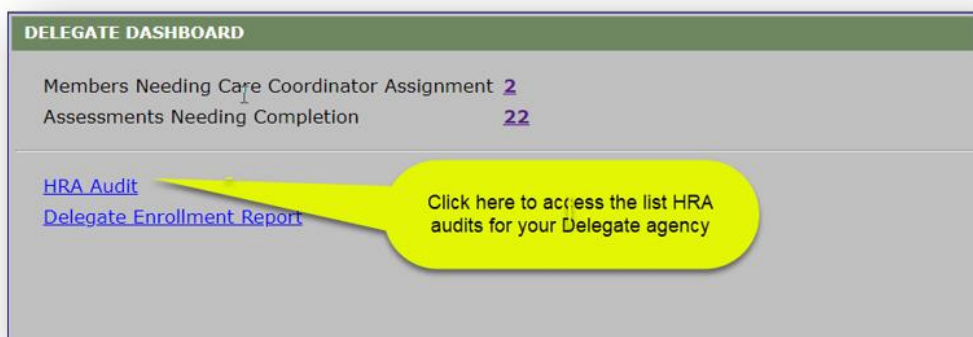 DELEGATE DASHBOARD
Members Needing Care Coordinator Assignment 2
Assessments Needing Completion 22
HRA Audit
Delegate Enrollment Report
Click here to access the list HRA
audits for your Delegate agency